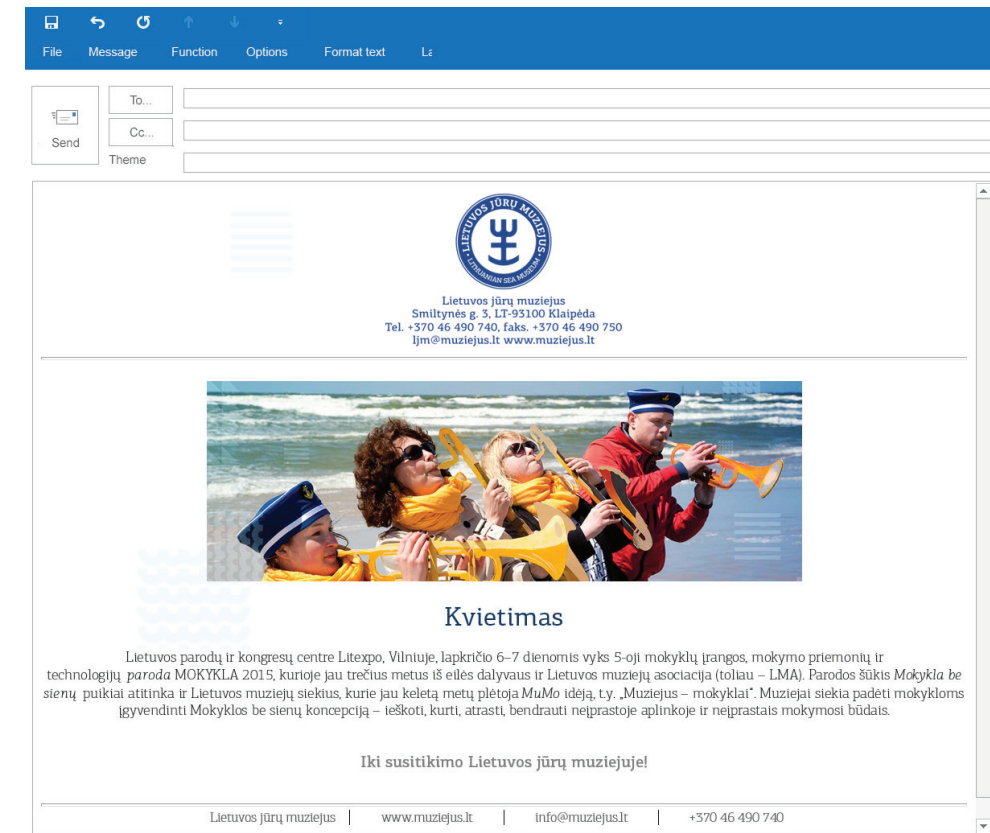 File Message Function Options Format text La
To...
Cc...
Send
Theme
LIETUVOS JŪRŲ MUZIEJUS
LITHUANIAN SEA MUSEUM
Lietuvos jūrų muziejus
Smiltynės g. 3, LT-93100 Klaipėda
Tel. +370 46 490 740, faks. +370 46 490 750
ljm@muziejus.lt www.muziejus.lt
Kvietimas
Lietuvos parodų ir kongresų centre Litexpo, Vilniuje, lapkričio 6–7 dienomis vyks 5-oji mokyklų įrangos, mokymo priemonių ir
technologijų paroda MOKYKLA 2015, kurioje jau trečius metus iš eilės dalyvaus ir Lietuvos muziejų asociacija (toliau – LMA). Parodos šūkis Mokykla be
sienų puikiai atitinka ir Lietuvos muziejų siekius, kurie jau keletą metų plėtoja MuMo idėją, t.y. „Muziejus – mokyklai“. Muziejai siekia padėti mokykloms
įgyvendinti Mokyklos be sienų koncepciją – ieškoti, kurti, atrasti, bendrauti neįprastoje aplinkoje ir neįprastais mokymosi būdais.
Iki susitikimo Lietuvos jūrų muziejuje!
Lietuvos jūrų muziejus | www.muziejus.lt | info@muziejus.lt | +370 46 490 740